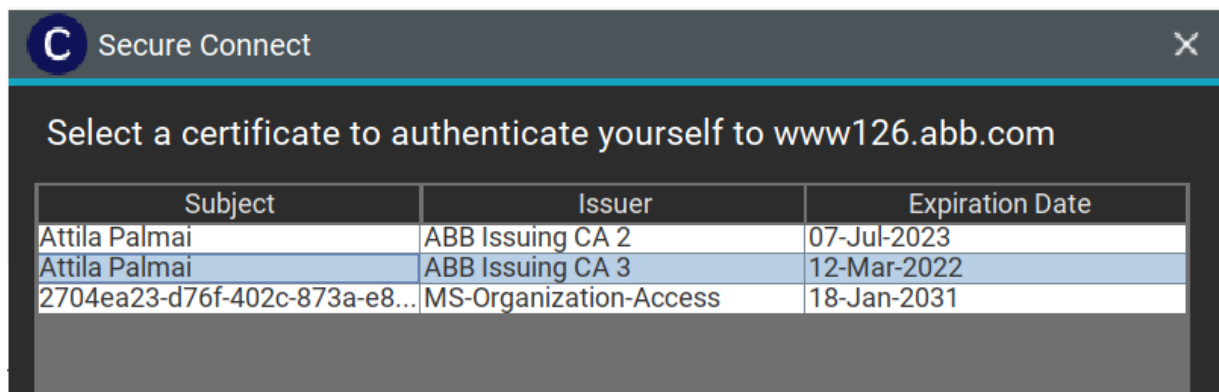 C Secure Connect
Select a certificate to authenticate yourself to www126.abb.com
Subject Issuer Expiration Date
Attila Palmai ABB Issuing CA 2 07-Jul-2023
Attila Palmai ABB Issuing CA 3 12-Mar-2022
2704ea23-d76f-402c-873a-e8... MS-Organization-Access 18-Jan-2031